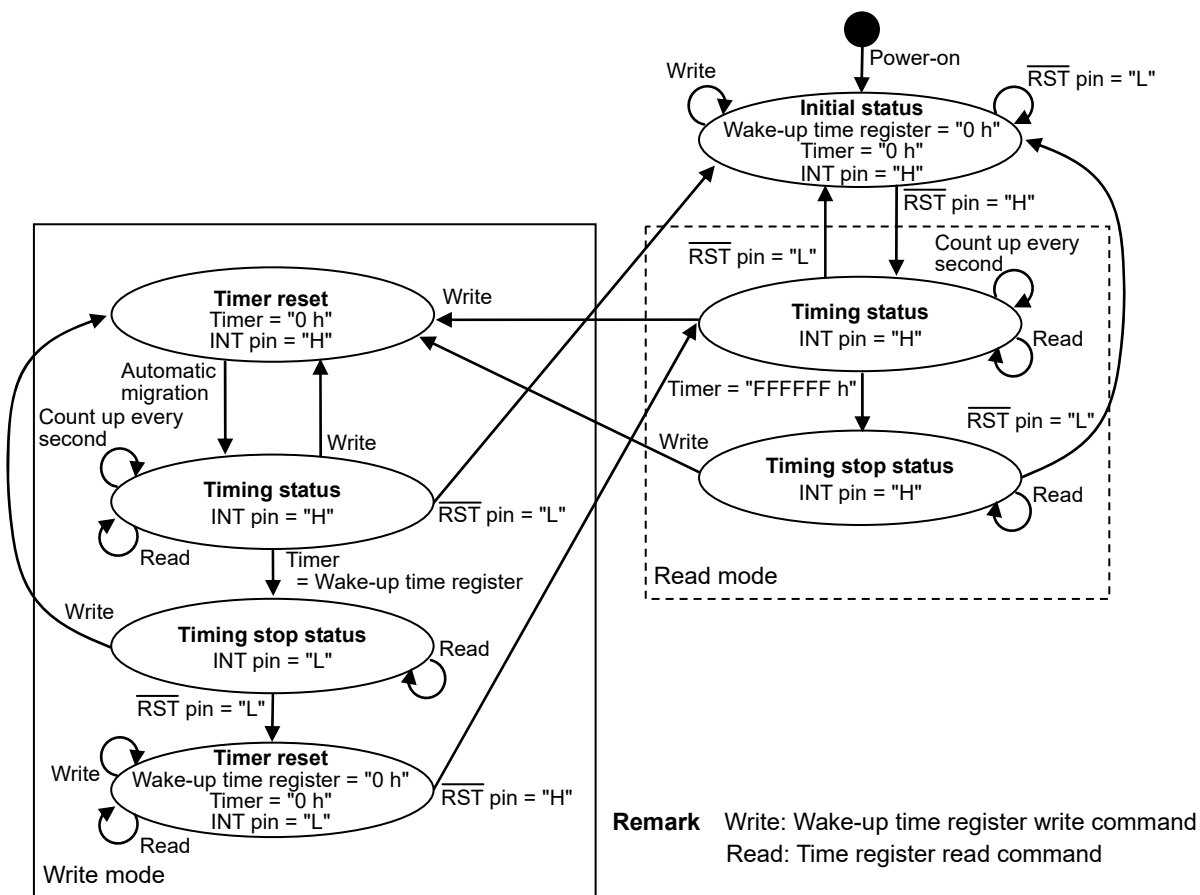 Power-on
Write
RST pin = "L"
Initial status
Wake-up time register = "0 h"
Timer = "0 h"
INT pin = "H"
RST pin = "H"
RST pin = "L"
Count up every
second
Timing status
INT pin = "H"
Read
Write
Timer = "FFFFFF h"
RST pin = "L"
Write
Timing stop status
INT pin = "H"
Read
Read mode
Timer reset
Timer = "0 h"
INT pin = "H"
Automatic
migration
Count up every
second
Write
Timing status
INT pin = "H"
RST pin = "L"
Read
Timer
= Wake-up time register
Write
Timing stop status
INT pin = "L"
Read
RST pin = "L"
Timer reset
Wake-up time register = "0 h"
Timer = "0 h"
INT pin = "L"
Write
Read
RST pin = "H"
Write mode
Remark Write: Wake-up time register write command
Read: Time register read command